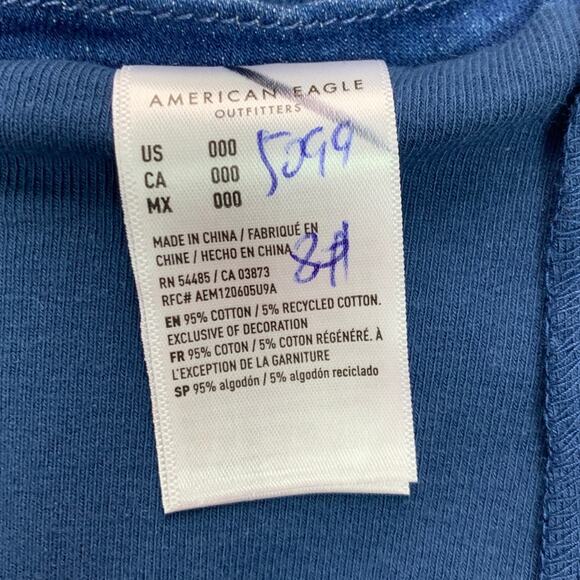 AMERICAN EAGLE
OUTFITTERS
US 000
CA 000
MX 000
5099
MADE IN CHINA / FABRIQUÉ EN
CHINE / HECHO EN CHINA
RN 54485 / CA 03873
RFC# AEM120605U9A
EN 95% COTTON / 5% RECYCLED COTTON.
EXCLUSIVE OF DECORATION
FR 95% COTON / 5% COTON RÉGÉNÉRÉ. À
L'EXCEPTION DE LA GARNITURE
SP 95% algodón / 5% algodón reciclado